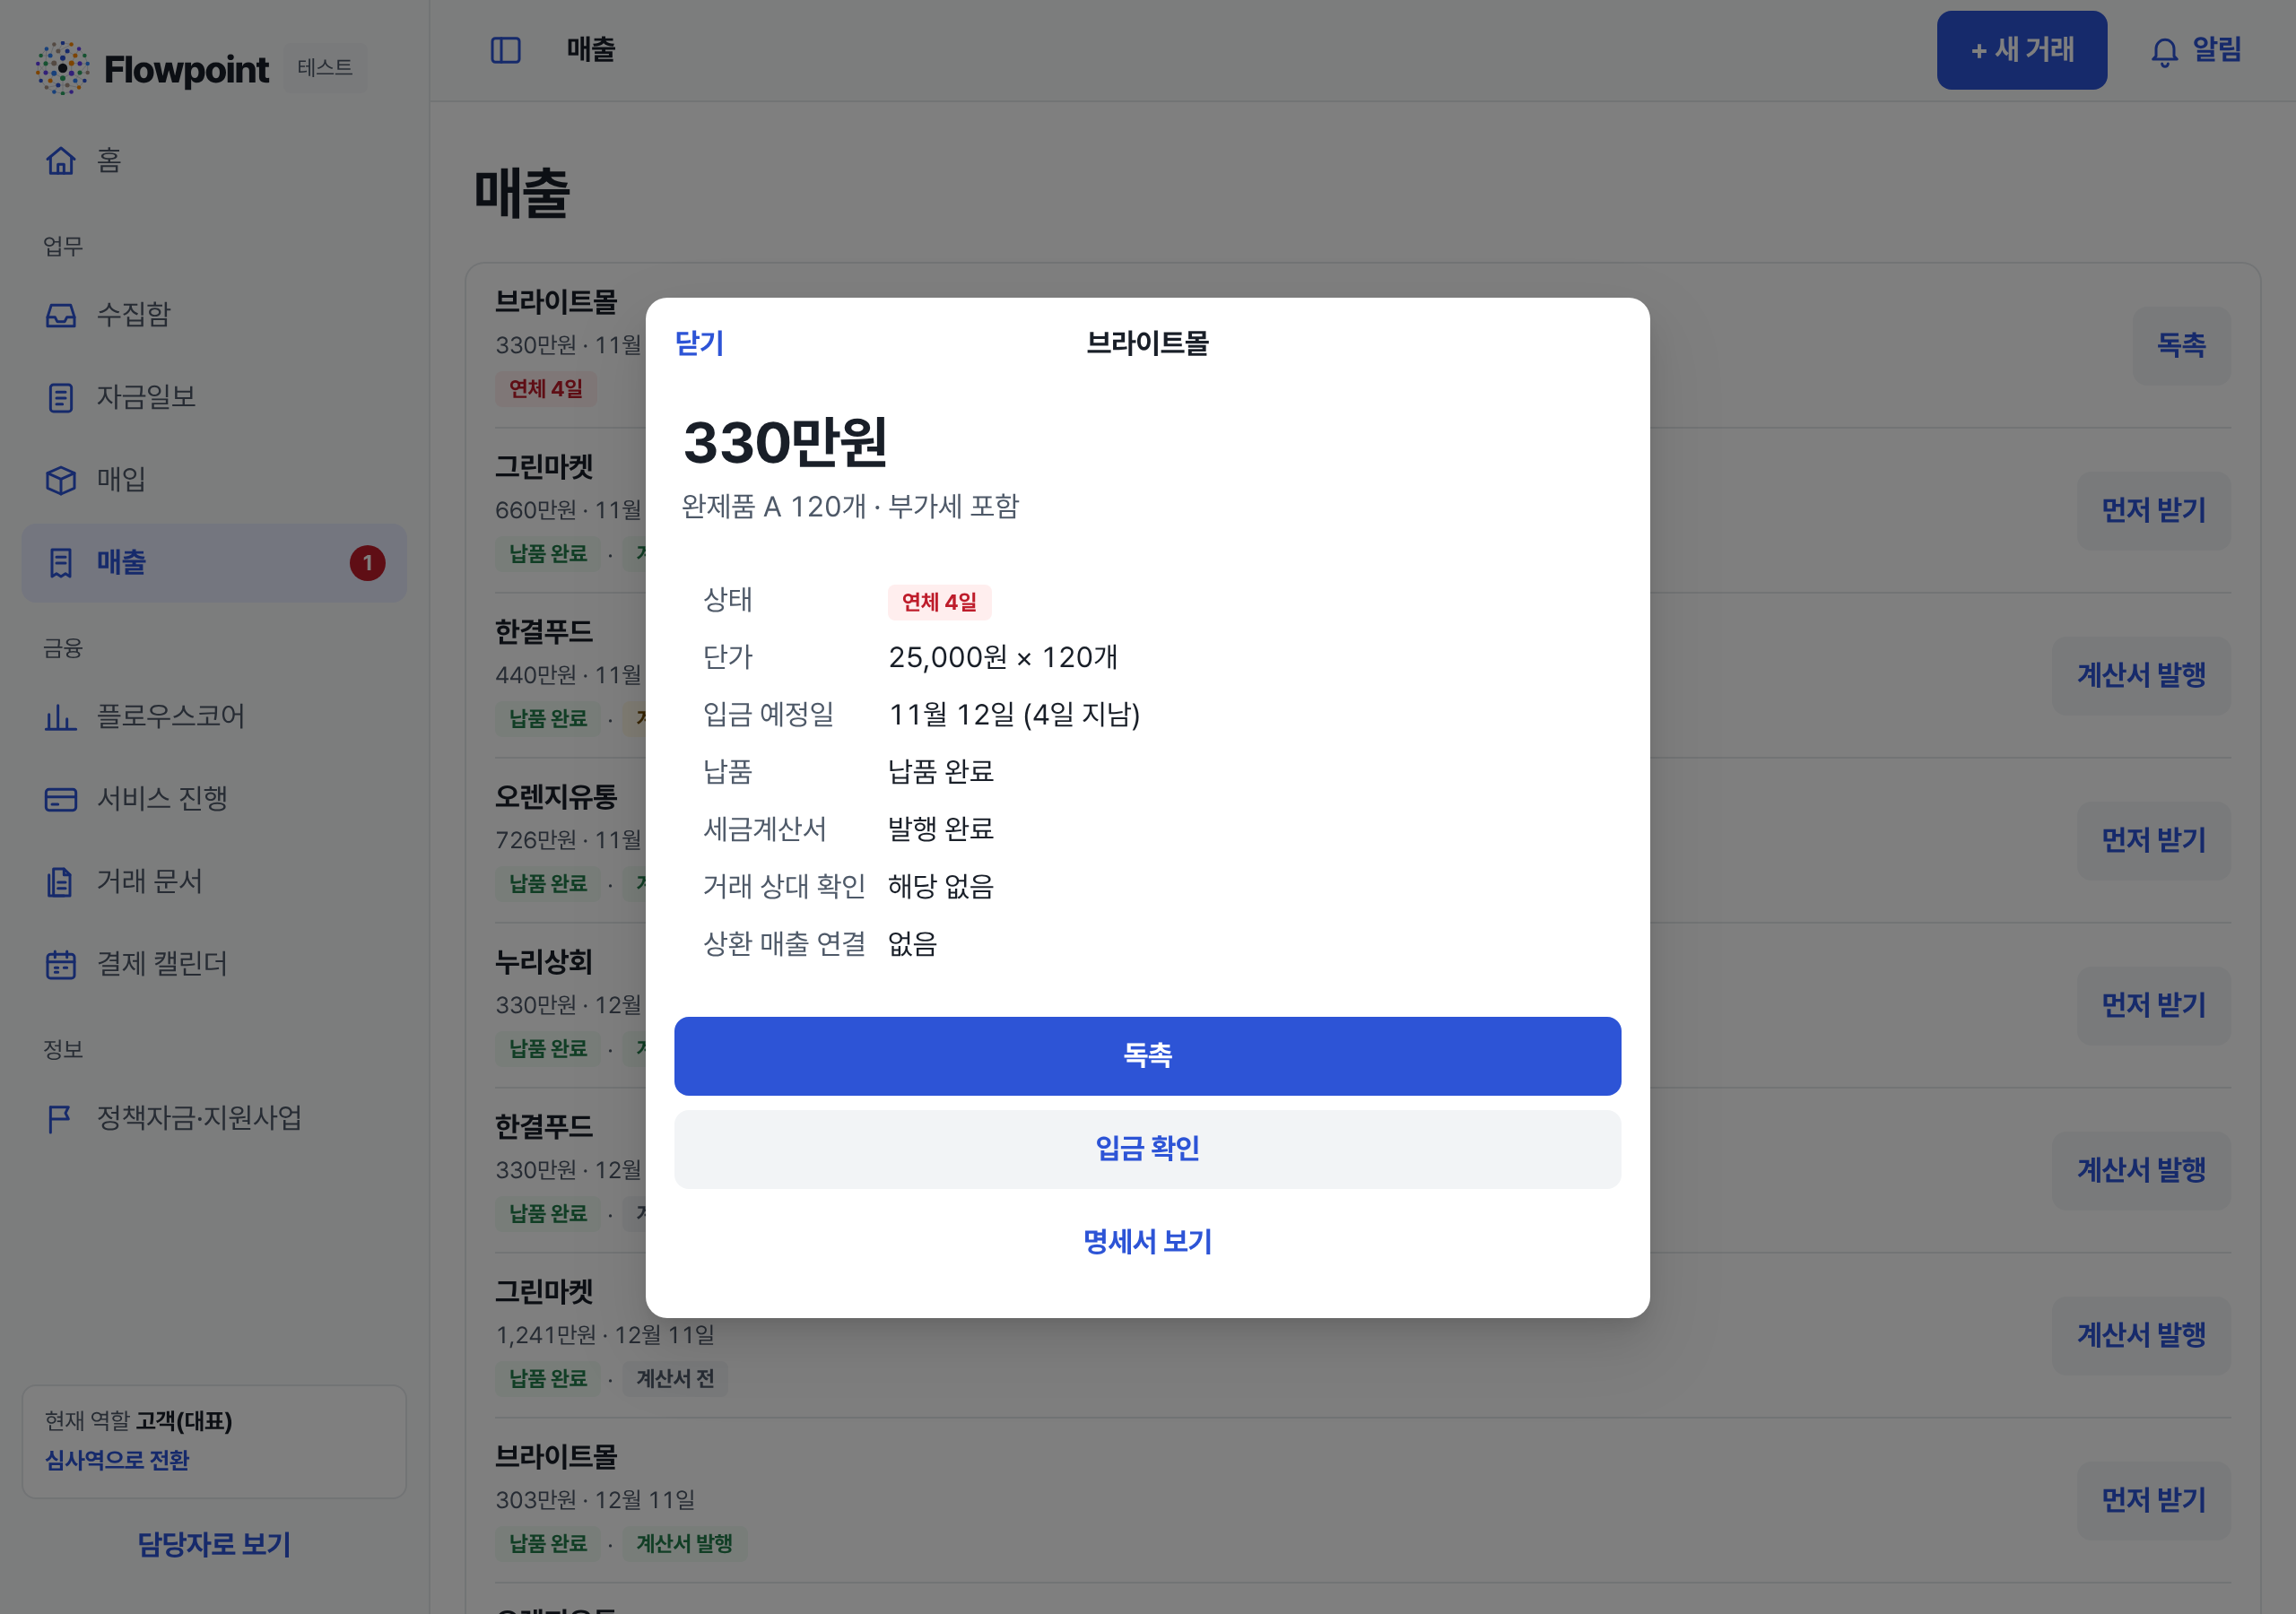 Flowpoint 테스트
홈
업무
수집함
자금일보
매입
매출 1
금융
플로우스코어
서비스 진행
거래 문서
결제 캘린더
정보
정책자금·지원사업
현재 역할 고객(대표)
심사역으로 전환
담당자로 보기
매출
+ 새 거래
알림
매출
브라이트몰
330만원 · 11월
연체 4일
독촉
그린마켓
660만원 · 11월
납품 완료 ·
먼저 받기
한결푸드
440만원 · 11월
납품 완료 ·
계산서 발행
오렌지유통
726만원 · 11월
납품 완료 ·
먼저 받기
누리상회
330만원 · 12월
납품 완료 ·
먼저 받기
한결푸드
330만원 · 12월
납품 완료 ·
계산서 발행
그린마켓
1,241만원 · 12월 11일
납품 완료 · 계산서 전
계산서 발행
브라이트몰
303만원 · 12월 11일
납품 완료 · 계산서 발행
먼저 받기
닫기
브라이트몰
330만원
완제품 A 120개 · 부가세 포함
상태 연체 4일
단가 25,000원 × 120개
입금 예정일 11월 12일 (4일 지남)
납품 납품 완료
세금계산서 발행 완료
거래 상대 확인 해당 없음
상환 매출 연결 없음
독촉
입금 확인
명세서 보기